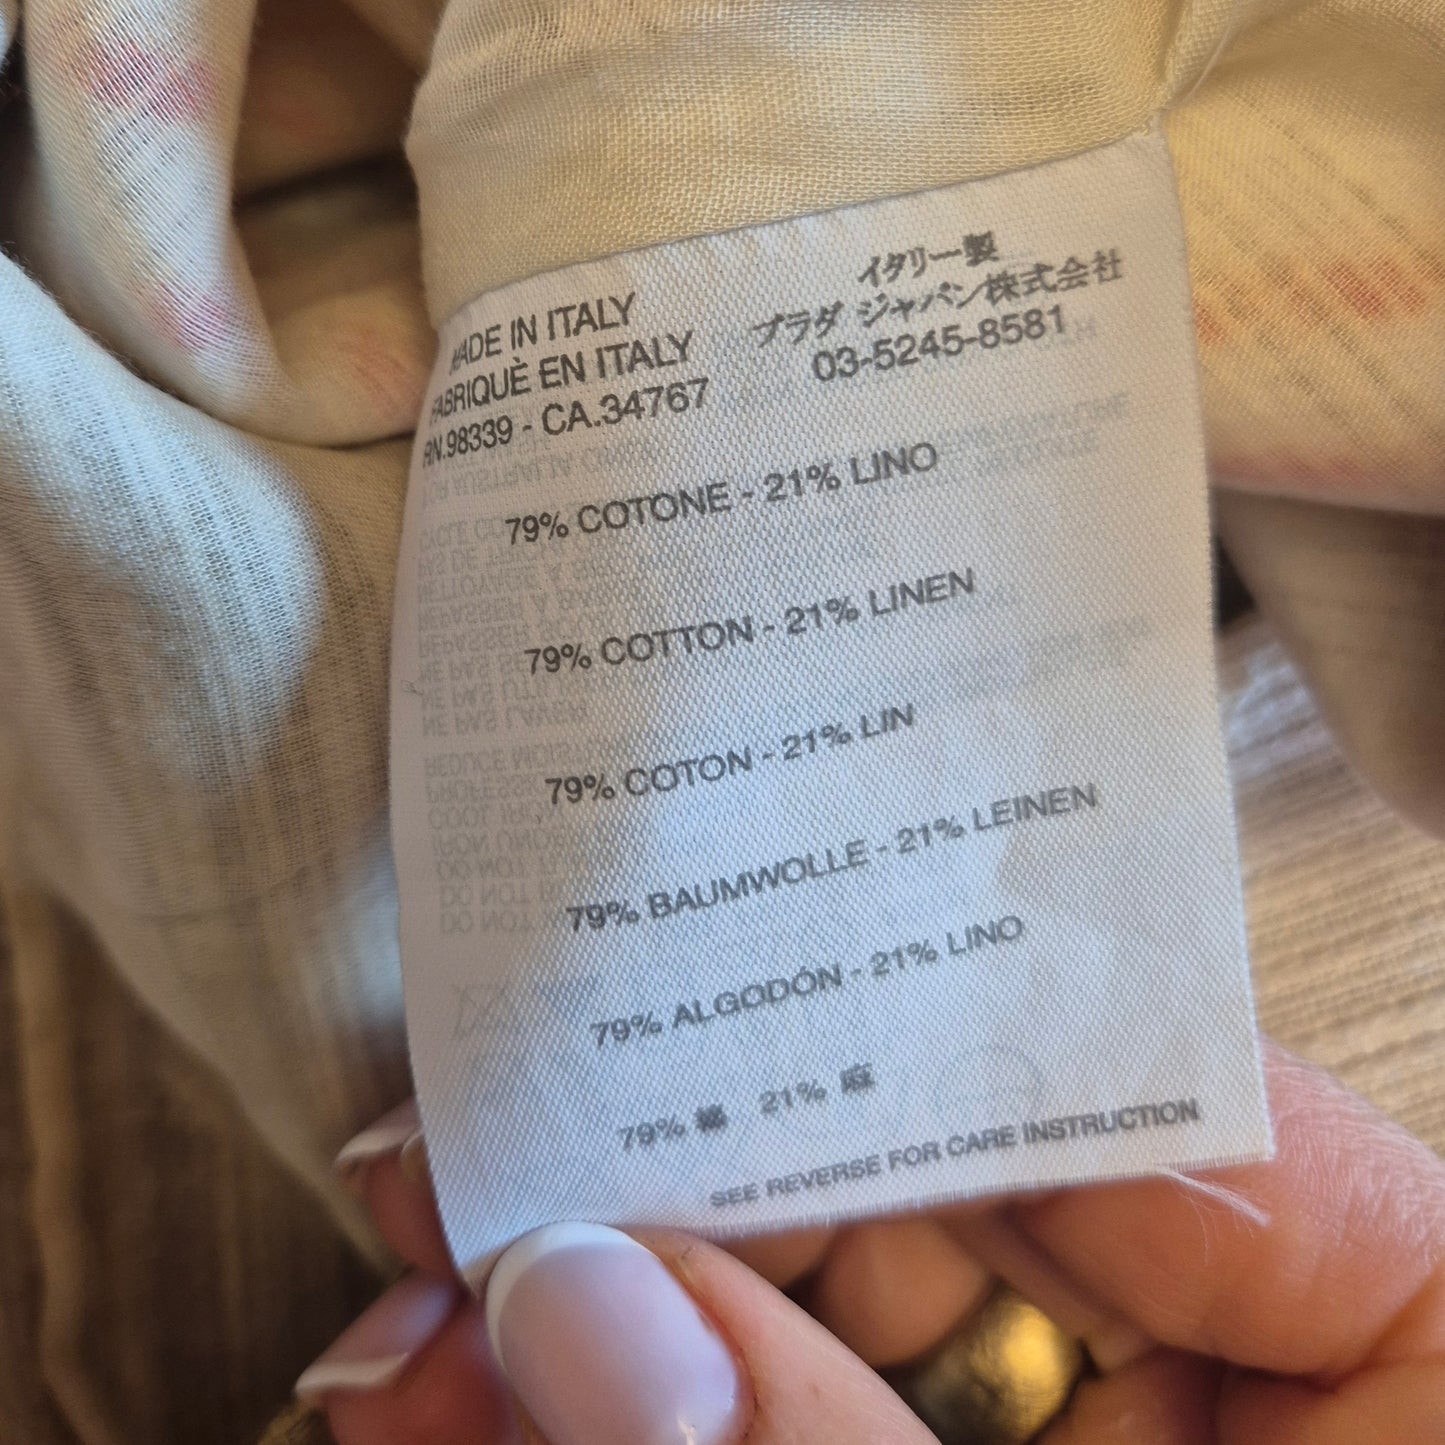 MADE IN ITALY
FABRIQUÈ EN ITALY
RN.98339 - CA.34767
イタリー製
プラダ ジャパン株式会社
03-5245-8581
79% COTONE - 21% LINO
79% COTTON - 21% LINEN
79% COTON - 21% LIN
79% BAUMWOLLE - 21% LEINEN
79% ALGODÓN - 21% LINO
79% 綿 21% 麻
SEE REVERSE FOR CARE INSTRUCTION